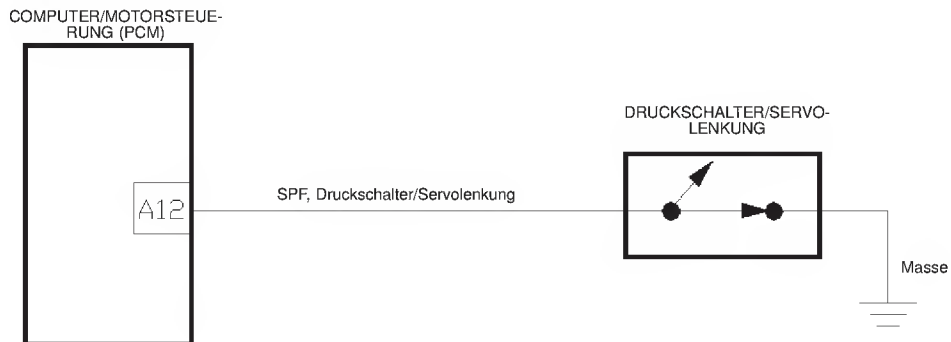 COMPUTER/MOTORSTEUE-
RUNG (PCM)
DRUCKSCHALTER/SERVO-
LENKUNG
A12
SPF, Druckschalter/Servolenkung
Masse